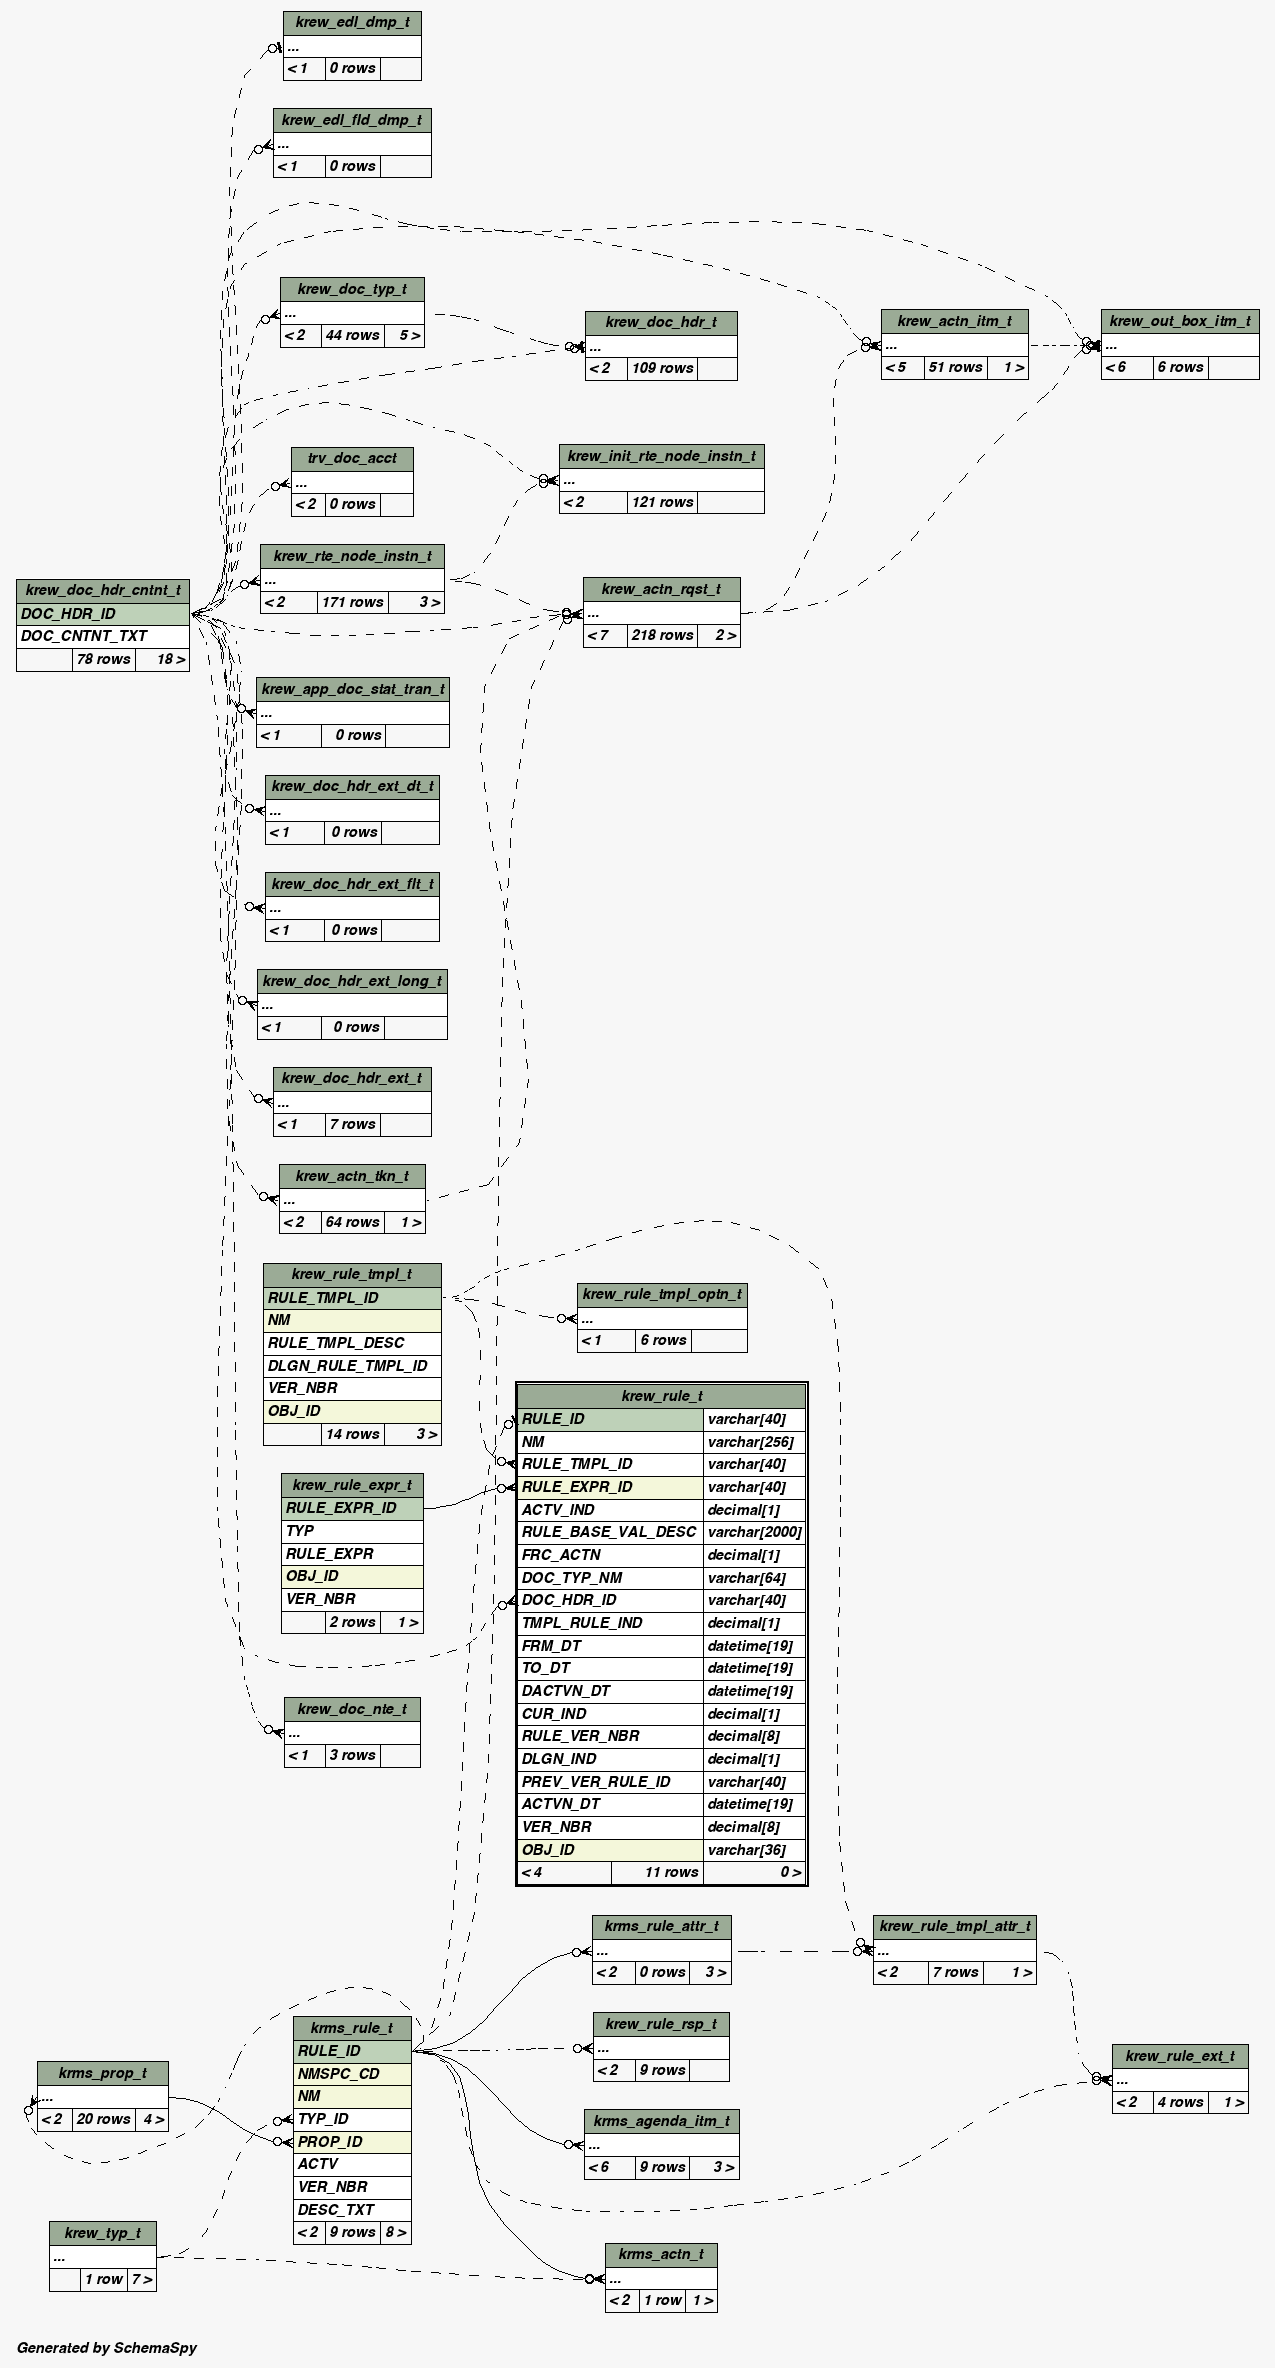 krew_edl_dmp_t
...
< 1 0 rows
krew_edl_fld_dmp_t
...
< 1 0 rows
krew_doc_typ_t
...
< 2 44 rows 5 >
krew_doc_hdr_t
...
< 2 109 rows
krew_actn_itm_t
...
< 5 51 rows 1 >
krew_out_box_itm_t
...
< 6 6 rows
trv_doc_acct
...
< 2 0 rows
krew_init_rte_node_instn_t
...
< 2 121 rows
krew_rte_node_instn_t
...
< 2 171 rows 3 >
krew_doc_hdr_cntnt_t
DOC_HDR_ID
DOC_CNTNT_TXT
78 rows 18 >
krew_actn_rqst_t
...
< 7 218 rows 2 >
krew_app_doc_stat_tran_t
...
< 1 0 rows
krew_doc_hdr_ext_dt_t
...
< 1 0 rows
krew_doc_hdr_ext_flt_t
...
< 1 0 rows
krew_doc_hdr_ext_long_t
...
< 1 0 rows
krew_doc_hdr_ext_t
...
< 1 7 rows
krew_actn_tkn_t
...
< 2 64 rows 1 >
krew_rule_tmpl_t
RULE_TMPL_ID
NM
RULE_TMPL_DESC
DLGN_RULE_TMPL_ID
VER_NBR
OBJ_ID
14 rows 3 >
krew_rule_tmpl_optn_t
...
< 1 6 rows
krew_rule_t
RULE_ID varchar[40]
NM varchar[256]
RULE_TMPL_ID varchar[40]
RULE_EXPR_ID varchar[40]
ACTV_IND decimal[1]
RULE_BASE_VAL_DESC varchar[2000]
FRC_ACTN decimal[1]
DOC_TYP_NM varchar[64]
DOC_HDR_ID varchar[40]
TMPL_RULE_IND decimal[1]
FRM_DT datetime[19]
TO_DT datetime[19]
DACTVN_DT datetime[19]
CUR_IND decimal[1]
RULE_VER_NBR decimal[8]
DLGN_IND decimal[1]
PREV_VER_RULE_ID varchar[40]
ACTVN_DT datetime[19]
VER_NBR decimal[8]
OBJ_ID varchar[36]
< 4 11 rows 0 >
krew_rule_expr_t
RULE_EXPR_ID
TYP
RULE_EXPR
OBJ_ID
VER_NBR
2 rows 1 >
krew_doc_nte_t
...
< 1 3 rows
krms_rule_attr_t
...
< 2 0 rows 3 >
krew_rule_tmpl_attr_t
...
< 2 7 rows 1 >
krms_rule_t
RULE_ID
NMSPC_CD
NM
TYP_ID
PROP_ID
ACTV
VER_NBR
DESC_TXT
< 2 9 rows 8 >
krew_rule_rsp_t
...
< 2 9 rows
krew_rule_ext_t
...
< 2 4 rows 1 >
krms_prop_t
...
< 2 20 rows 4 >
krms_agenda_itm_t
...
< 6 9 rows 3 >
krew_typ_t
...
1 row 7 >
krms_actn_t
...
< 2 1 row 1 >
Generated by SchemaSpy